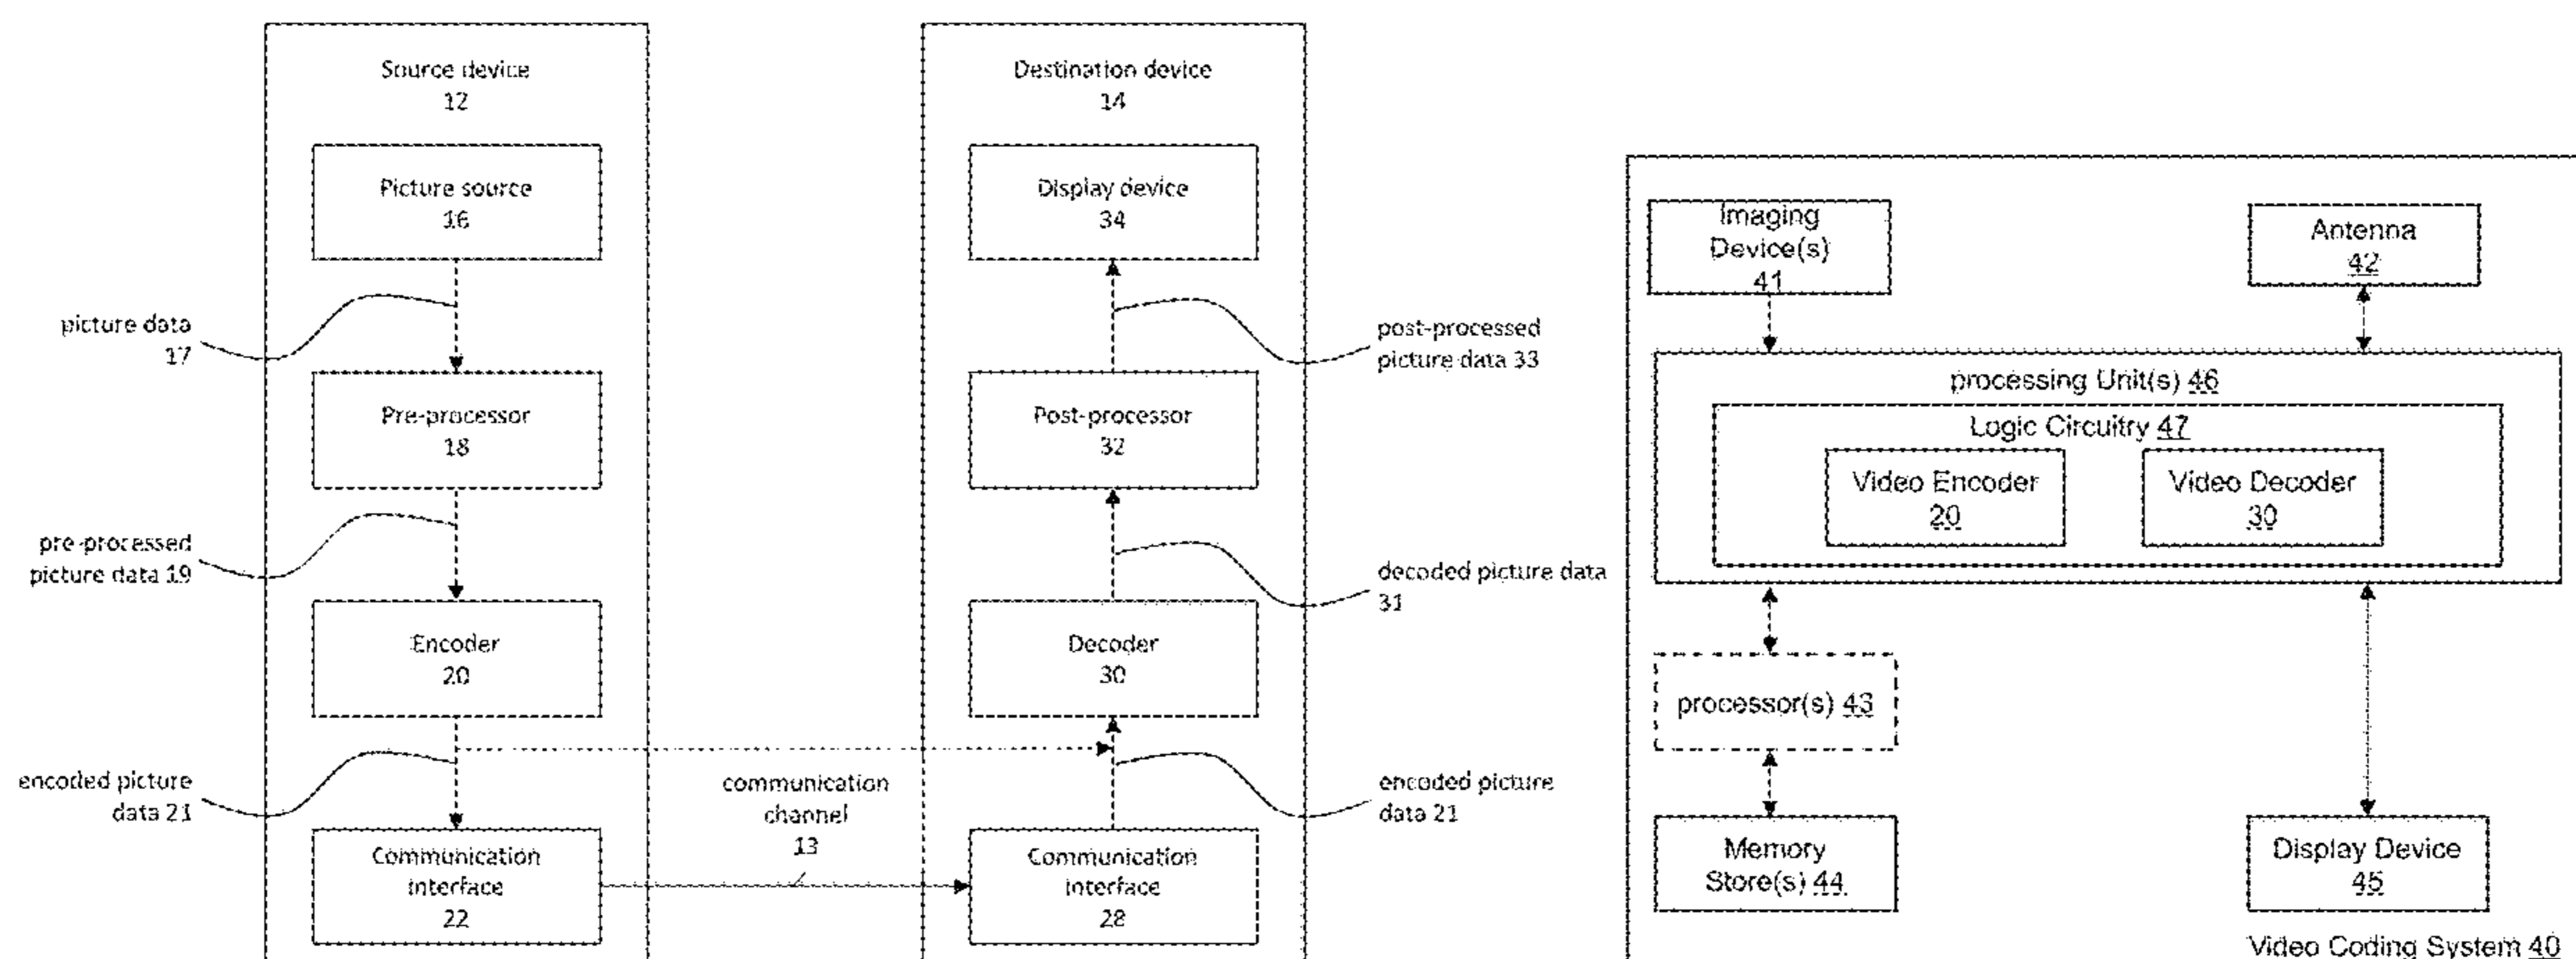 Source device
12
Picture source
16
picture data
17
Pre-processor
18
pre-processed
picture data 19
Encoder
20
encoded picture
data 21
Communication
interface
22
communication
channel
13
Destination device
14
Display device
34
post-processed
picture data 33
Post-processor
32
decoded picture data
31
Decoder
30
encoded picture
data 21
Communication
interface
28
Imaging
Device(s)
41
Antenna
42
processing Unit(s) 46
Logic Circuitry 47
Video Encoder
20
Video Decoder
30
processor(s) 43
Memory
Store(s) 44
Display Device
45
Video Coding System 40